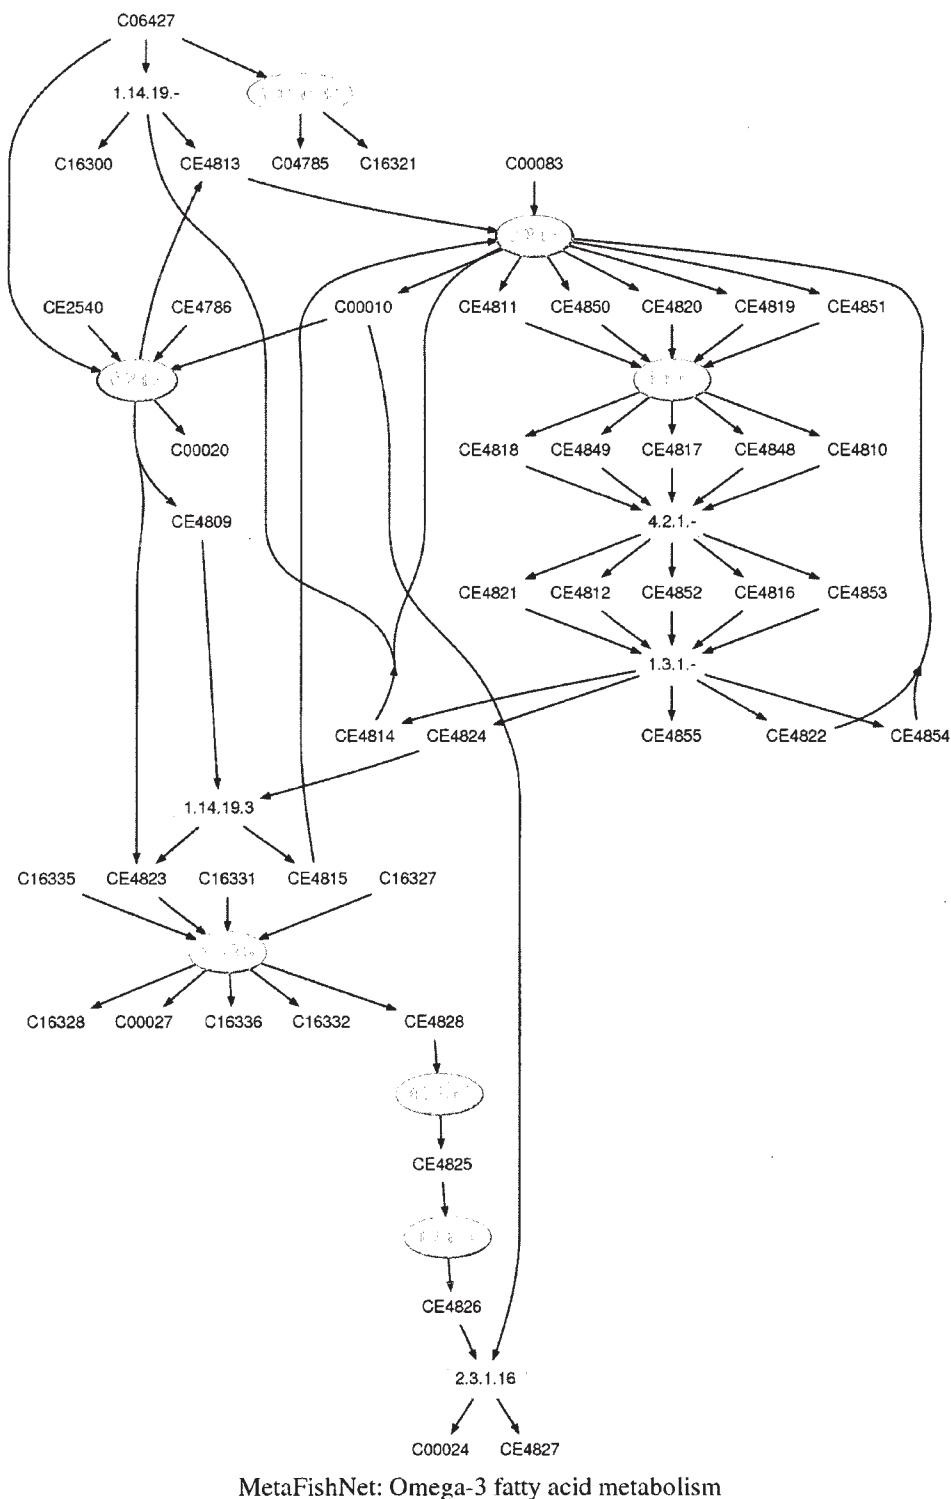 C06427
1.14.19.-
C16300 CE4813 C04785 C16321 C00083
CE2540 CE4786 C00010 CE4811 CE4850 CE4820 CE4819 CE4851
C00020 CE4818 CE4849 CE4817 CE4848 CE4810
CE4809 4.2.1.-
CE4821 CE4812 CE4852 CE4816 CE4853
1.3.1.-
CE4814 CE4824 CE4855 CE4822 CE4854
1.14.19.3
C16335 CE4823 C16331 CE4815 C16327
C16328 C00027 C16336 C16332 CE4828
CE4825
CE4826
2.3.1.16
C00024 CE4827
MetaFishNet: Omega-3 fatty acid metabolism